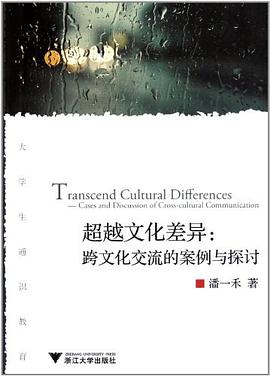 大学生通识教育
Transcend Cultural Differences
— Cases and Discussion of Cross-cultural Communication
超越文化差异：
跨文化交流的案例与探讨
■ 潘一禾 著
ZHEJIANG UNIVERSITY PRESS
浙江大学出版社